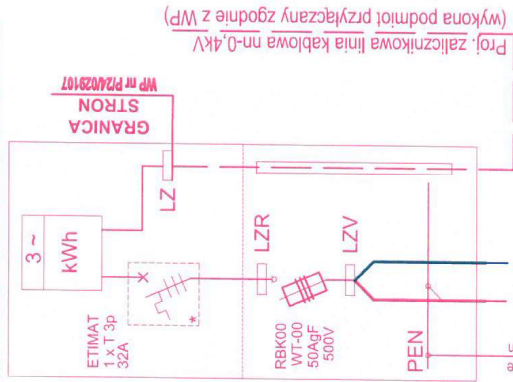 Proj. zalicznikowa linia kablowa nn-0,4kV
(wykona podmiot przyłączany zgodnie z WP)
GRANICA
STRON
WP nr P/24/029107
3 ~
kWh
LZ
ETIMAT
1 x T 3p
32A
*
LZR
RBK00
WT-00
50AgF
500V
LZV
PEN